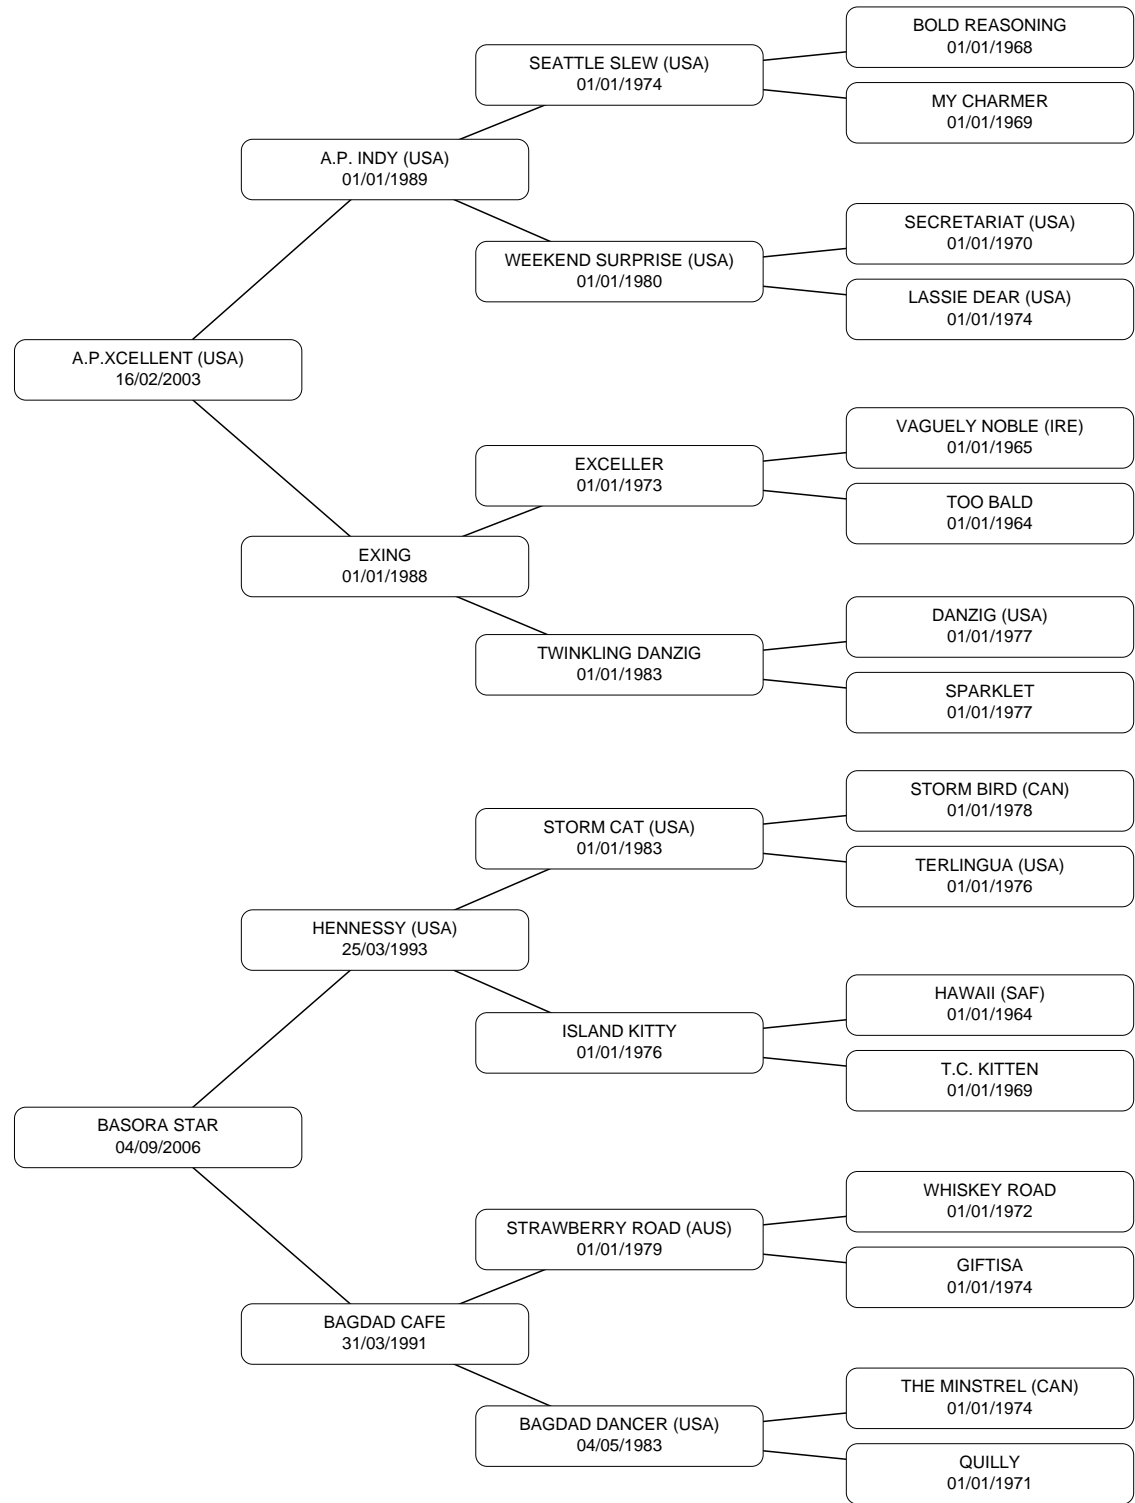 BOLD REASONING
01/01/1968
SEATTLE SLEW (USA)
01/01/1974
MY CHARMER
01/01/1969
A.P. INDY (USA)
01/01/1989
SECRETARIAT (USA)
01/01/1970
WEEKEND SURPRISE (USA)
01/01/1980
LASSIE DEAR (USA)
01/01/1974
A.P.XCELLENT (USA)
16/02/2003
VAGUELY NOBLE (IRE)
01/01/1965
EXCELLER
01/01/1973
TOO BALD
01/01/1964
EXING
01/01/1988
DANZIG (USA)
01/01/1977
TWINKLING DANZIG
01/01/1983
SPARKLET
01/01/1977
STORM BIRD (CAN)
01/01/1978
STORM CAT (USA)
01/01/1983
TERLINGUA (USA)
01/01/1976
HENNESSY (USA)
25/03/1993
HAWAII (SAF)
01/01/1964
ISLAND KITTY
01/01/1976
T.C. KITTEN
01/01/1969
BASORA STAR
04/09/2006
WHISKEY ROAD
01/01/1972
STRAWBERRY ROAD (AUS)
01/01/1979
GIFTISA
01/01/1974
BAGDAD CAFE
31/03/1991
THE MINSTREL (CAN)
01/01/1974
BAGDAD DANCER (USA)
04/05/1983
QUILLY
01/01/1971